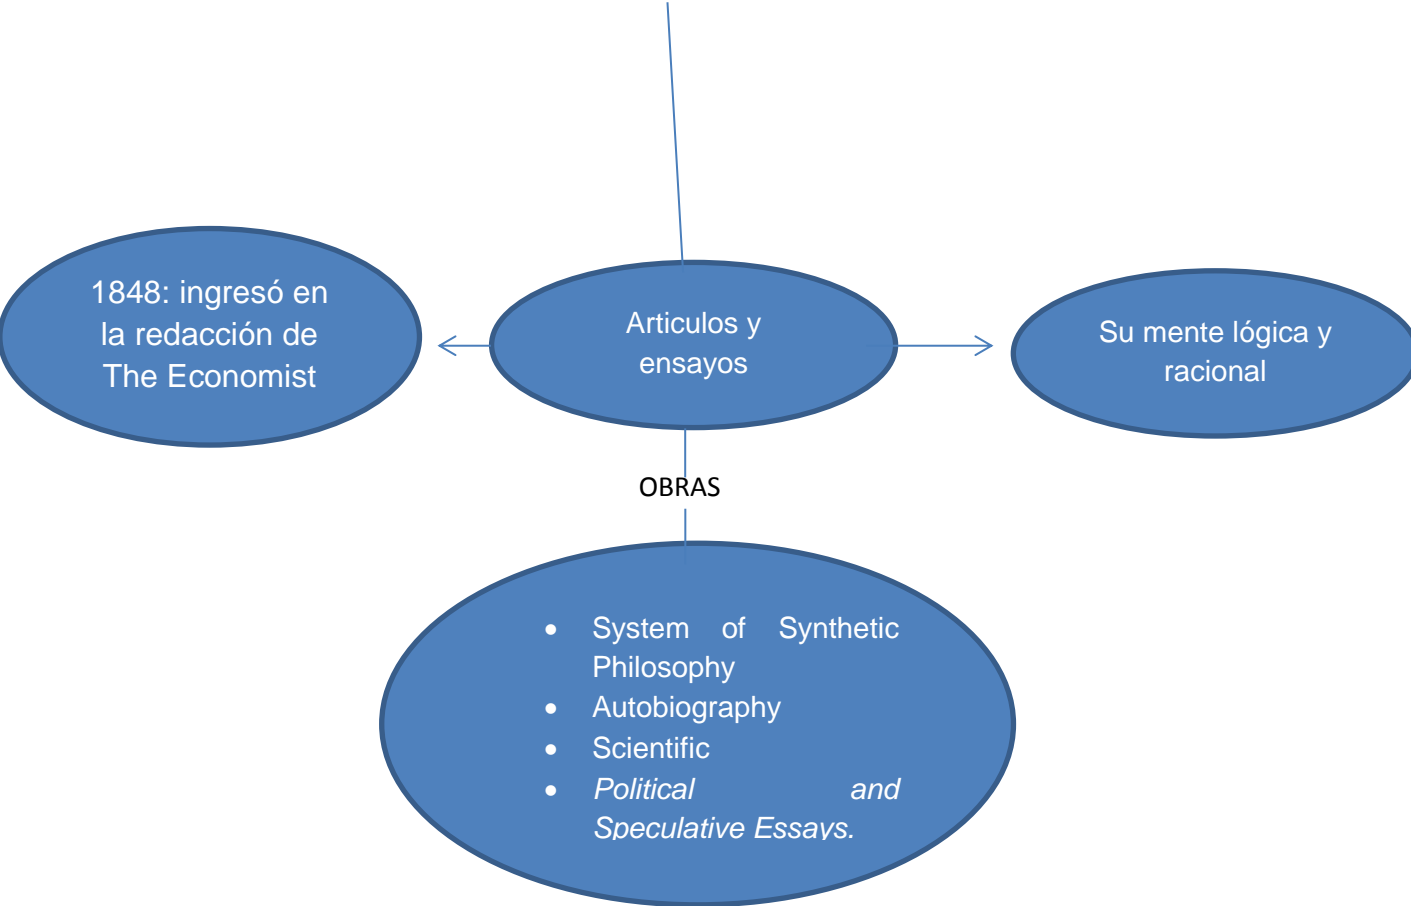 1848: ingresó en
la redacción de
The Economist
Articulos y
ensayos
Su mente lógica y
racional
OBRAS
• System of Synthetic
Philosophy
• Autobiography
• Scientific
• Political and
Speculative Essays.